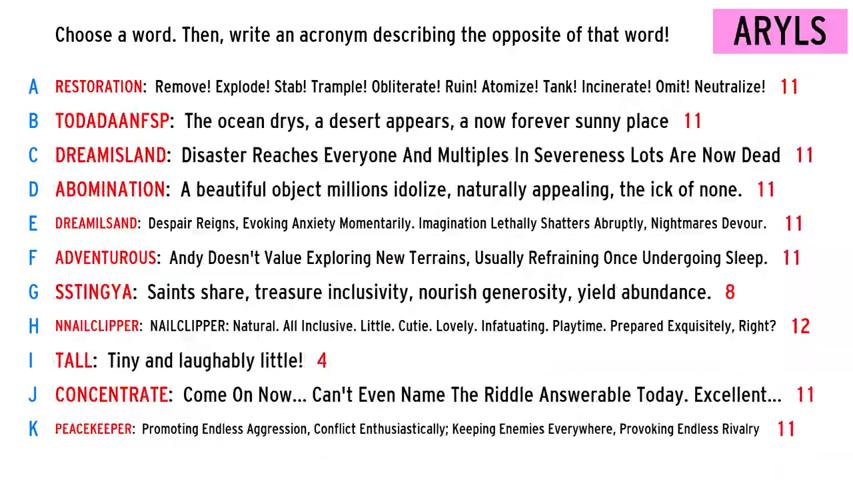 Choose a word. Then, write an acronym describing the opposite of that word!
ARYLS
A RESTORATION: Remove! Explode! Stab! Trample! Obliterate! Ruin! Atomize! Tank! Incinerate! Omit! Neutralize! 11
B TODADAANFSP: The ocean drys, a desert appears, a now forever sunny place 11
C DREAMISLAND: Disaster Reaches Everyone And Multiples In Severeness Lots Are Now Dead 11
D ABOMINATION: A beautiful object millions idolize, naturally appealing, the ick of none. 11
E DREAMILSAND: Despair Reigns, Evoking Anxiety Momentarily. Imagination Lethally Shatters Abruptly, Nightmares Devour. 11
F ADVENTUROUS: Andy Doesn't Value Exploring New Terrains, Usually Refraining Once Undergoing Sleep. 11
G SSTINGYA: Saints share, treasure inclusivity, nourish generosity, yield abundance. 8
H NNAILCLIPPER: NAILCLIPPER: Natural. All Inclusive. Little. Cutie. Lovely. Infatuating. Playtime. Prepared Exquisitely, Right? 12
I TALL: Tiny and laughably little! 4
J CONCENTRATE: Come On Now... Can't Even Name The Riddle Answerable Today. Excellent... 11
K PEACEKEEPER: Promoting Endless Aggression, Conflict Enthusiastically; Keeping Enemies Everywhere, Provoking Endless Rivalry 11